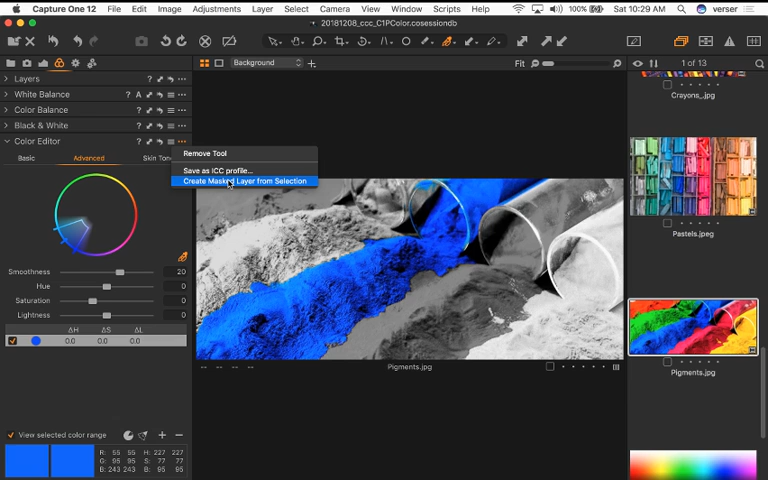 Capture One 12 File Edit Image Adjustments Layer Select Camera View Window Scripts 100% Sat 10:29 AM verser
20181208_ccc_C1PColor.cosessiondb
Background Fit 1 of 13
Layers ?
White Balance ? A
Color Balance ?
Black & White ?
Color Editor ?
Basic Advanced Skin Tone
Remove Tool
Save as ICC profile...
Create Masked Layer from Selection
Smoothness 20
Hue 0
Saturation 0
Lightness 0
ΔH ΔS ΔL
0.0 0.0 0.0
View selected color range
R: 55 55 H: 227 227
G: 95 95 S: 77 77
B: 243 243 B: 95 95
-- -- -- -- Pigments.jpg
Crayons_.jpg
Pastels.jpeg
Pigments.jpg